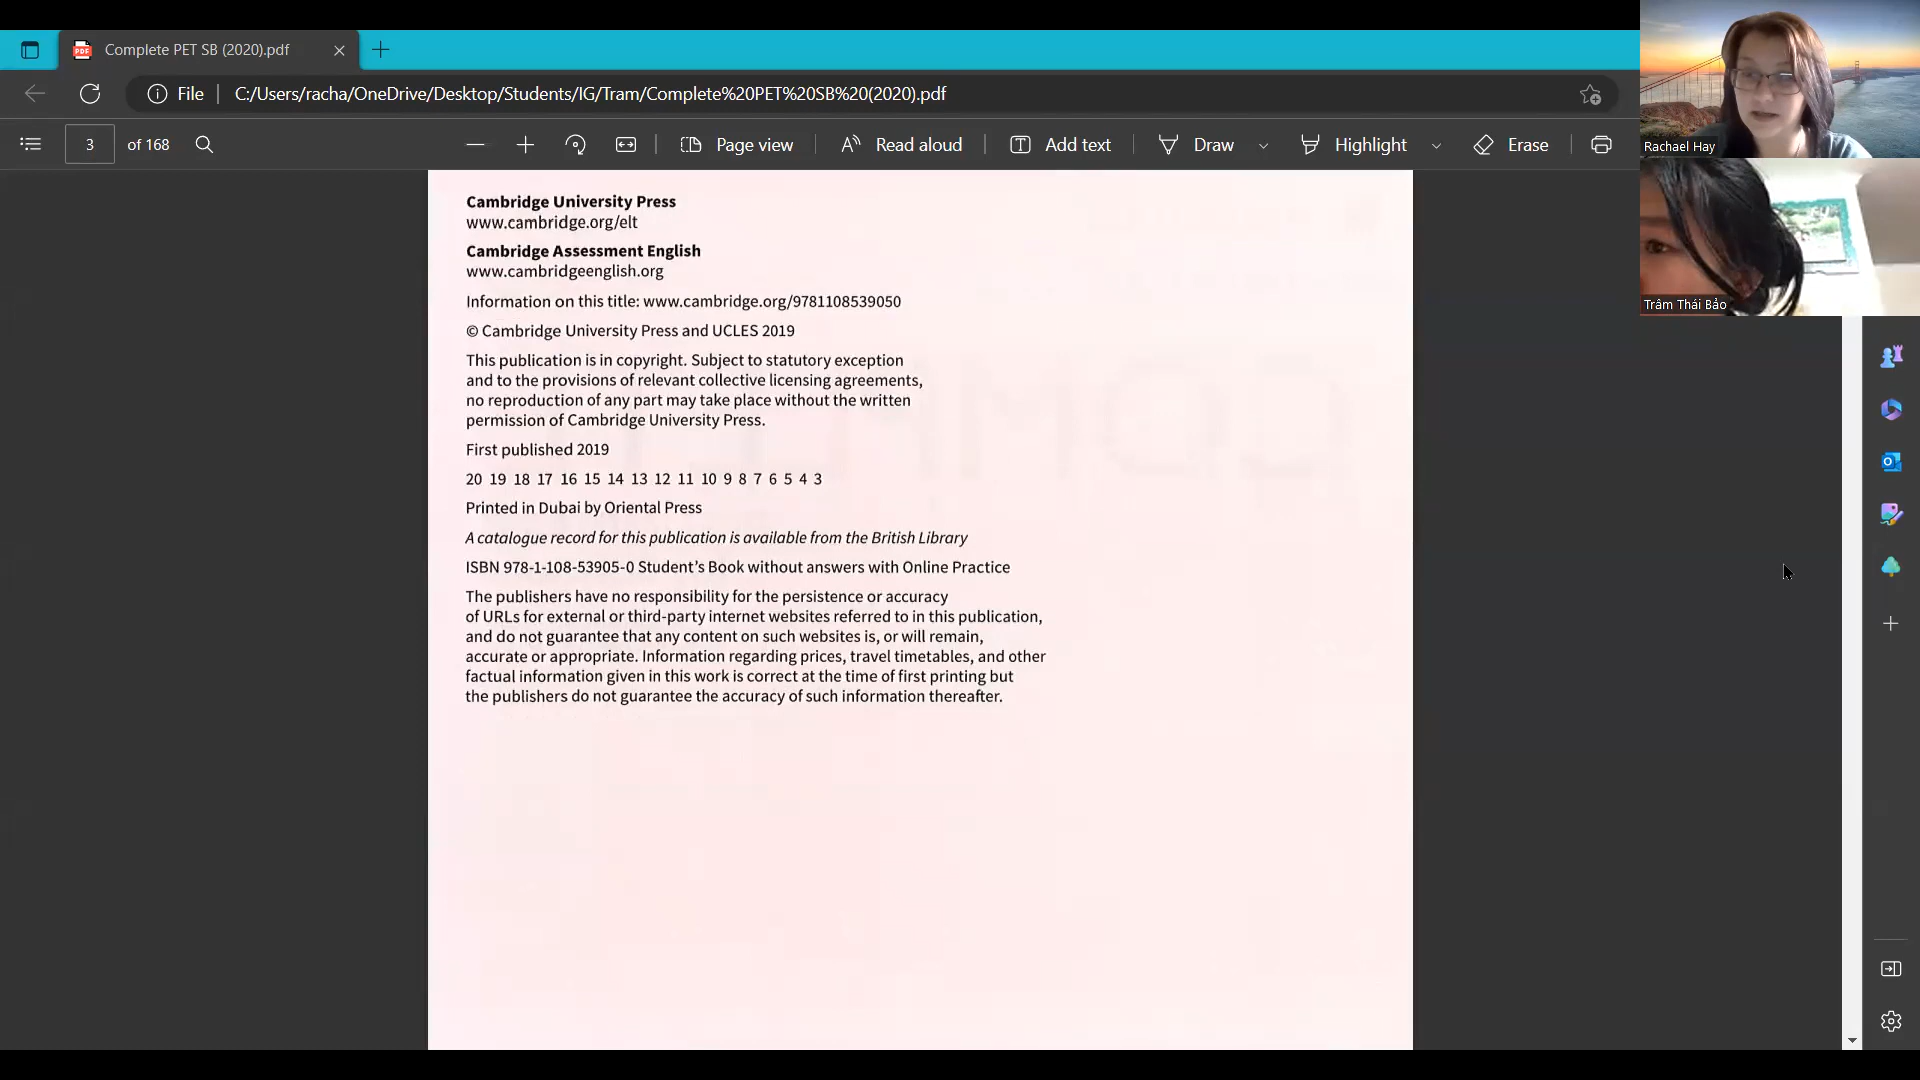 Complete PET SB (2020).pdf
File
C:/Users/racha/OneDrive/Desktop/Students/IG/Tram/Complete%20PET%20SB%20(2020).pdf
3 of 168
Page view
Read aloud
Add text
Draw
Highlight
Erase
Rachael Hay
Trâm Thái Bảo
Cambridge University Press
www.cambridge.org/elt
Cambridge Assessment English
www.cambridgeenglish.org
Information on this title: www.cambridge.org/9781108539050
© Cambridge University Press and UCLES 2019
This publication is in copyright. Subject to statutory exception
and to the provisions of relevant collective licensing agreements,
no reproduction of any part may take place without the written
permission of Cambridge University Press.
First published 2019
20 19 18 17 16 15 14 13 12 11 10 9 8 7 6 5 4 3
Printed in Dubai by Oriental Press
A catalogue record for this publication is available from the British Library
ISBN 978-1-108-53905-0 Student’s Book without answers with Online Practice
The publishers have no responsibility for the persistence or accuracy
of URLs for external or third-party internet websites referred to in this publication,
and do not guarantee that any content on such websites is, or will remain,
accurate or appropriate. Information regarding prices, travel timetables, and other
factual information given in this work is correct at the time of first printing but
the publishers do not guarantee the accuracy of such information thereafter.